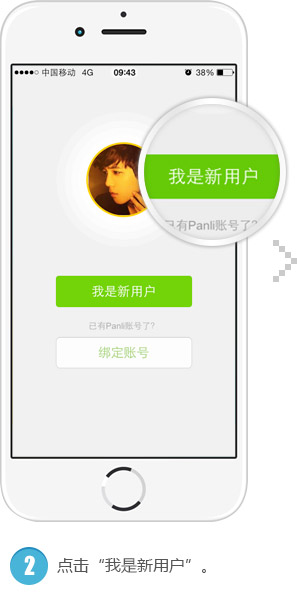 中国移动 4G 09:43 38%
我是新用户
已有Panli账号了?
我是新用户
已有Panli账号了?
绑定账号
2 点击“我是新用户”。